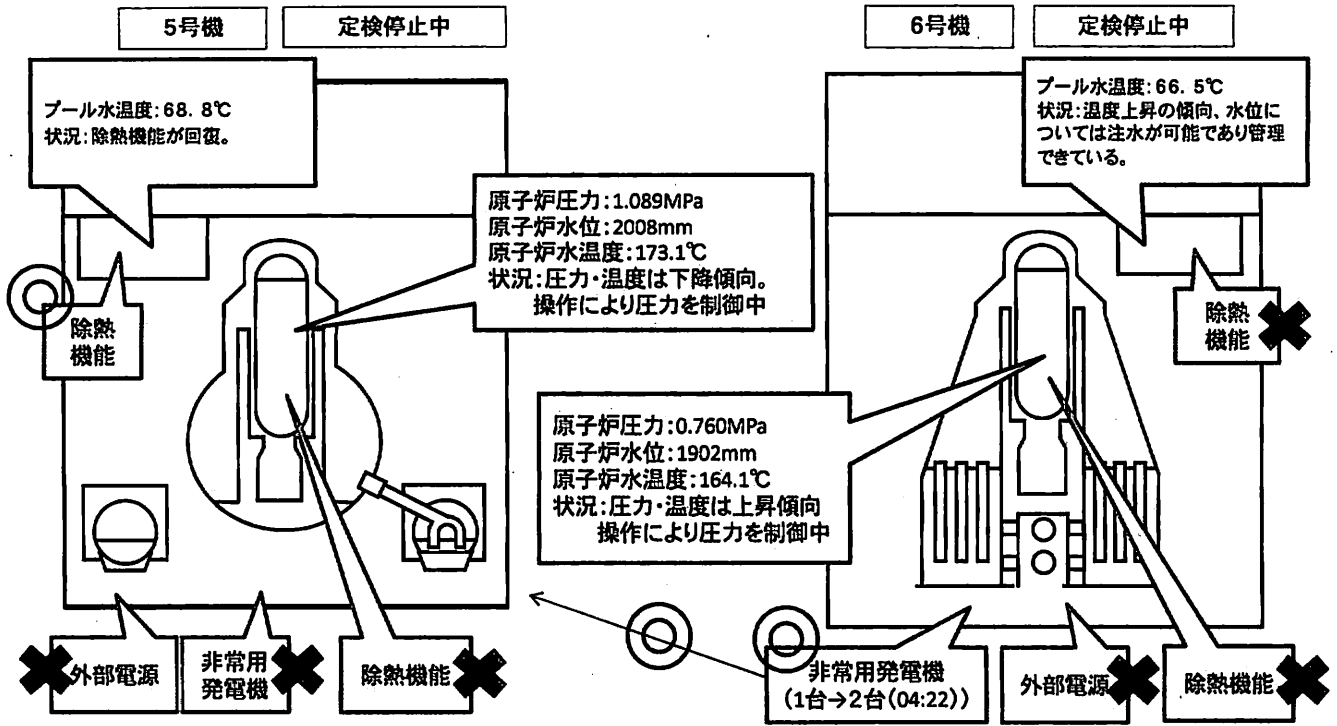 5号機
定検停止中
プール水温度:68.8℃
状況:除熱機能が回復。
除熱
機能
原子炉圧力:1.089MPa
原子炉水位:2008mm
原子炉水温度:173.1℃
状況:圧力・温度は下降傾向。
操作により圧力を制御中
外部電源
非常用
発電機
除熱機能
6号機
定検停止中
プール水温度:66.5℃
状況:温度上昇の傾向、水位に
ついては注水が可能であり管理
できている。
除熱
機能
原子炉圧力:0.760MPa
原子炉水位:1902mm
原子炉水温度:164.1℃
状況:圧力・温度は上昇傾向
操作により圧力を制御中
非常用発電機
(1台→2台(04:22))
外部電源
除熱機能